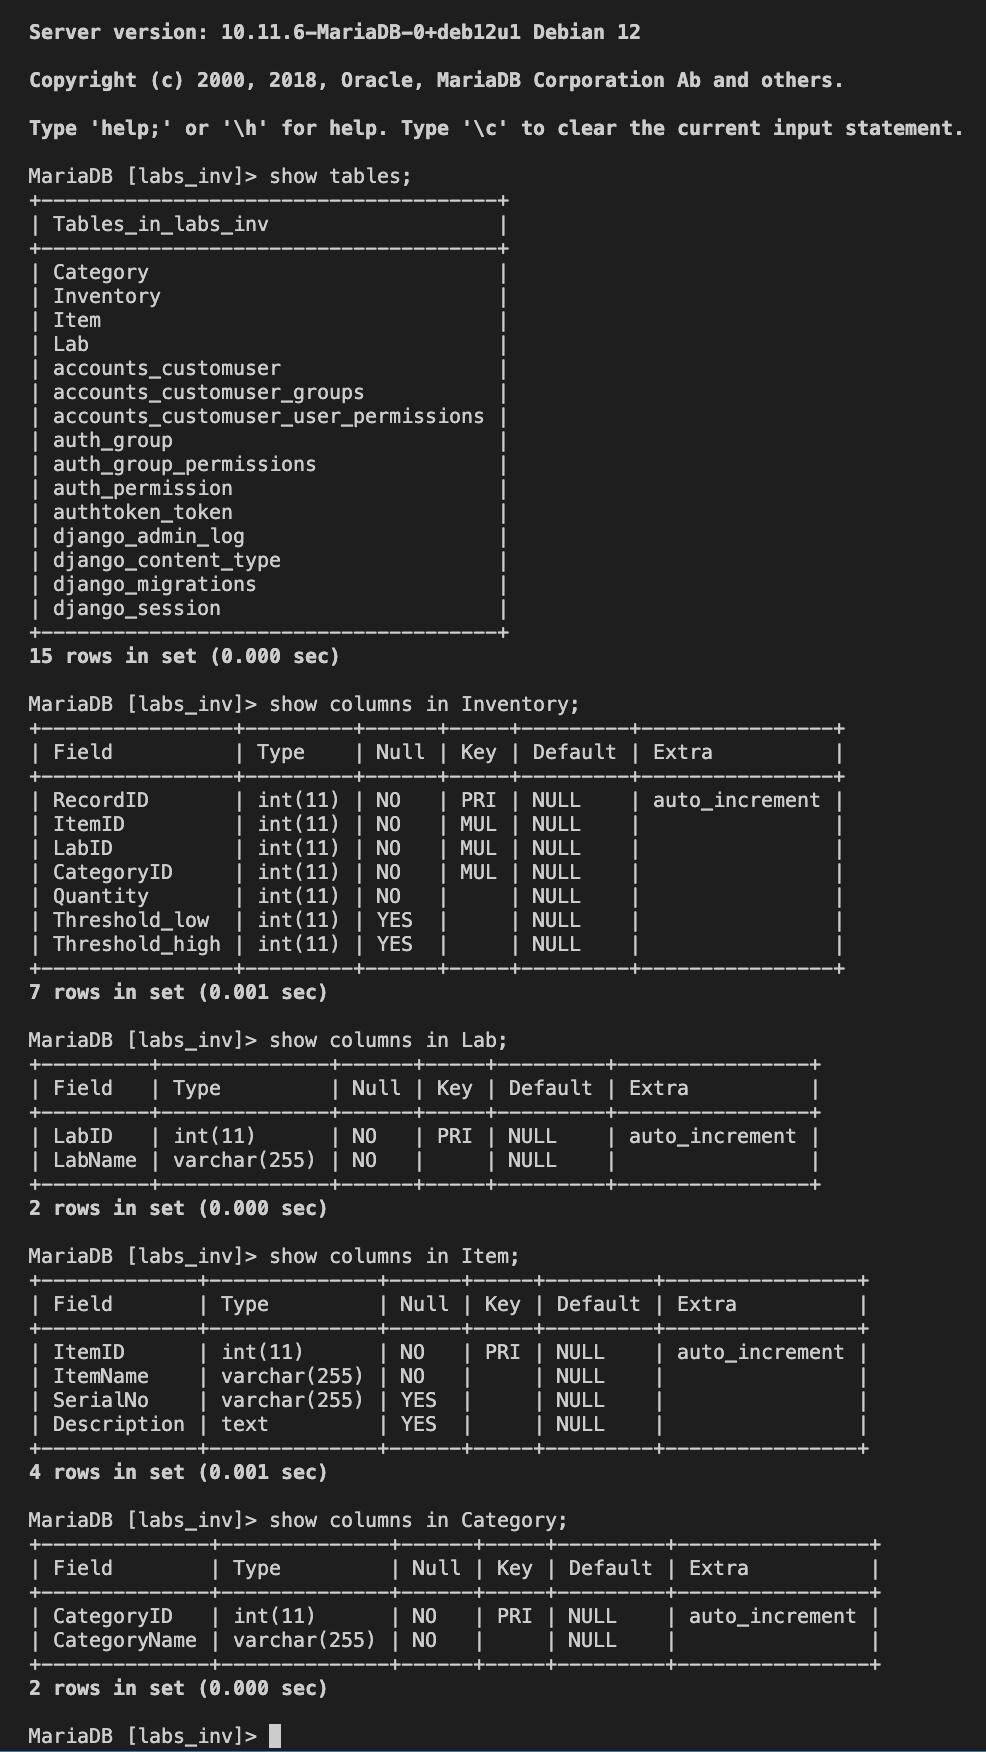 Server version: 10.11.6-MariaDB-0+deb12u1 Debian 12
Copyright (c) 2000, 2018, Oracle, MariaDB Corporation Ab and others.
Type 'help;' or '\h' for help. Type '\c' to clear the current input statement.
MariaDB [labs_inv]> show tables;
+--------------------------------------+
| Tables_in_labs_inv                   |
+--------------------------------------+
| Category                             |
| Inventory                            |
| Item                                 |
| Lab                                  |
| accounts_customuser                  |
| accounts_customuser_groups           |
| accounts_customuser_user_permissions |
| auth_group                           |
| auth_group_permissions               |
| auth_permission                      |
| authtoken_token                      |
| django_admin_log                     |
| django_content_type                  |
| django_migrations                    |
| django_session                       |
+--------------------------------------+
15 rows in set (0.000 sec)
MariaDB [labs_inv]> show columns in Inventory;
+----------------+---------+------+-----+---------+----------------+
| Field          | Type    | Null | Key | Default | Extra          |
+----------------+---------+------+-----+---------+----------------+
| RecordID       | int(11) | NO   | PRI | NULL    | auto_increment |
| ItemID         | int(11) | NO   | MUL | NULL    |                |
| LabID          | int(11) | NO   | MUL | NULL    |                |
| CategoryID     | int(11) | NO   | MUL | NULL    |                |
| Quantity       | int(11) | NO   |     | NULL    |                |
| Threshold_low  | int(11) | YES  |     | NULL    |                |
| Threshold_high | int(11) | YES  |     | NULL    |                |
+----------------+---------+------+-----+---------+----------------+
7 rows in set (0.001 sec)
MariaDB [labs_inv]> show columns in Lab;
+---------+--------------+------+-----+---------+----------------+
| Field   | Type         | Null | Key | Default | Extra          |
+---------+--------------+------+-----+---------+----------------+
| LabID   | int(11)      | NO   | PRI | NULL    | auto_increment |
| LabName | varchar(255) | NO   |     | NULL    |                |
+---------+--------------+------+-----+---------+----------------+
2 rows in set (0.000 sec)
MariaDB [labs_inv]> show columns in Item;
+-------------+--------------+------+-----+---------+----------------+
| Field       | Type         | Null | Key | Default | Extra          |
+-------------+--------------+------+-----+---------+----------------+
| ItemID      | int(11)      | NO   | PRI | NULL    | auto_increment |
| ItemName    | varchar(255) | NO   |     | NULL    |                |
| SerialNo    | varchar(255) | YES  |     | NULL    |                |
| Description | text         | YES  |     | NULL    |                |
+-------------+--------------+------+-----+---------+----------------+
4 rows in set (0.001 sec)
MariaDB [labs_inv]> show columns in Category;
+--------------+--------------+------+-----+---------+----------------+
| Field        | Type         | Null | Key | Default | Extra          |
+--------------+--------------+------+-----+---------+----------------+
| CategoryID   | int(11)      | NO   | PRI | NULL    | auto_increment |
| CategoryName | varchar(255) | NO   |     | NULL    |                |
+--------------+--------------+------+-----+---------+----------------+
2 rows in set (0.000 sec)
MariaDB [labs_inv]>